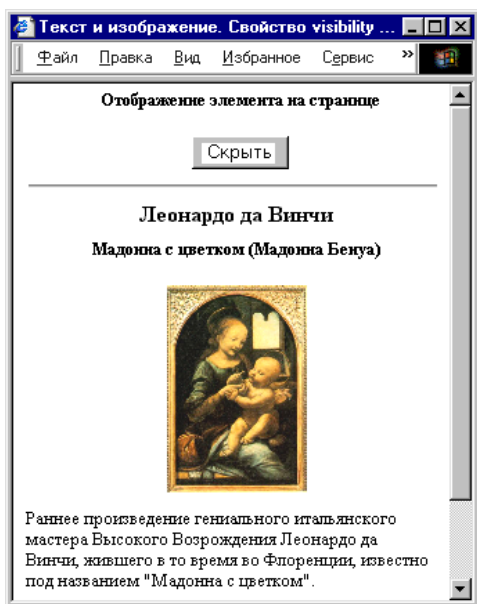 Текст и изображение. Свойство visibility ...
Файл Правка Вид Избранное Сервис »
Отображение элемента на странице
Скрыть
Леонардо да Винчи
Мадонна с цветком (Мадонна Бенуа)
Раннее произведение гениального итальянского
мастера Высокого Возрождения Леонардо да
Винчи, жившего в то время во Флоренции, известно
под названием "Мадонна с цветком".